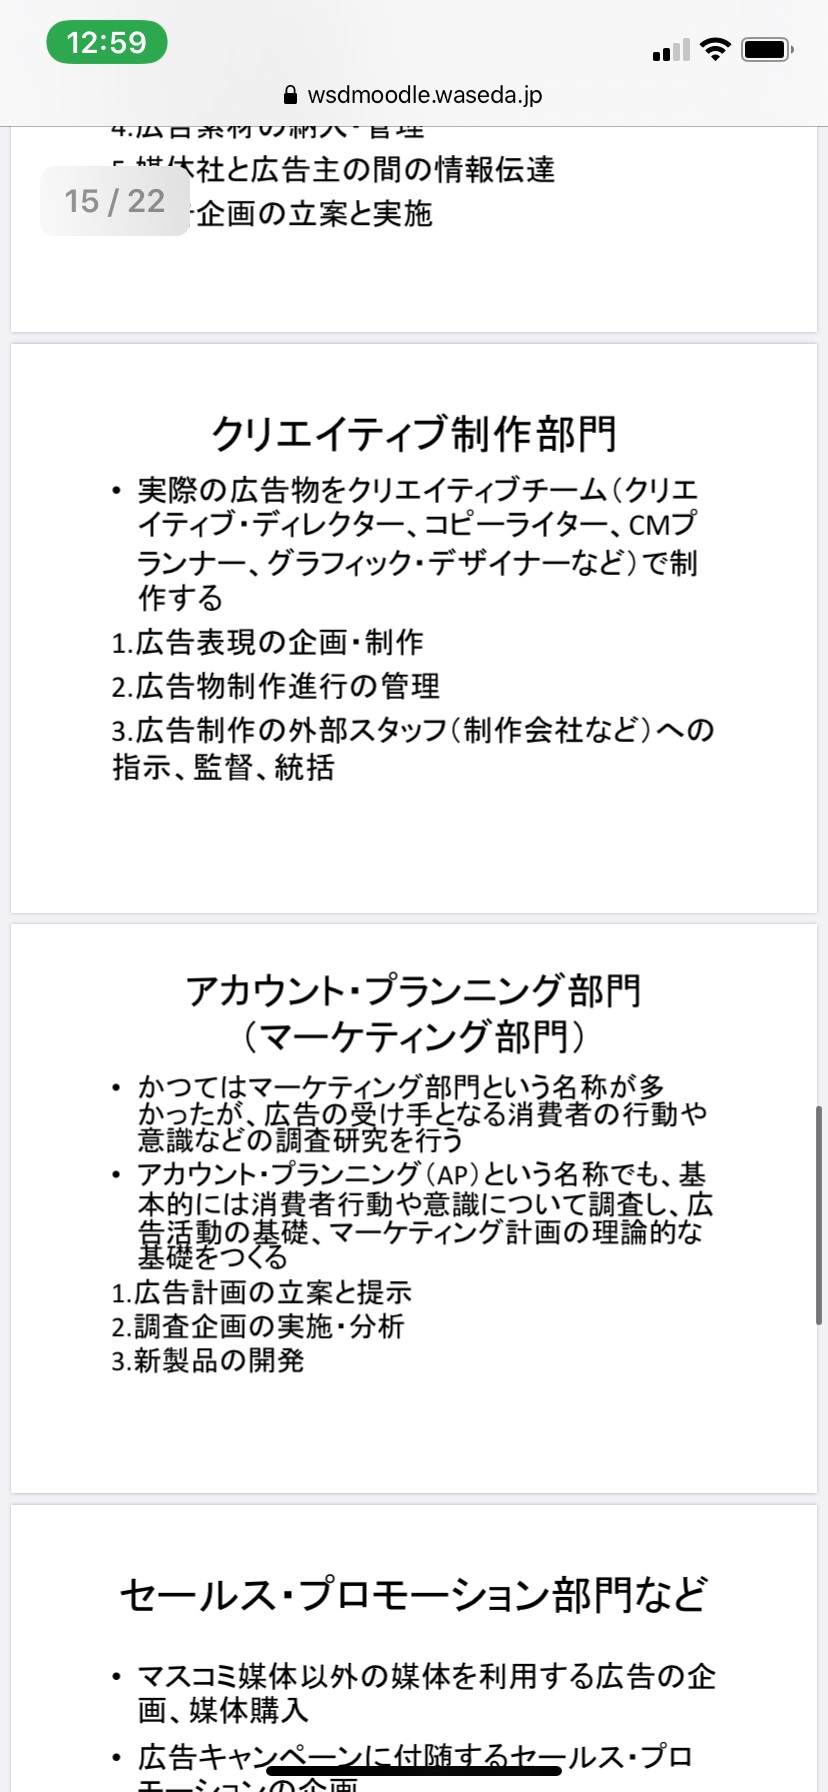 12:59
wsdmoodle.waseda.jp
4.広告素材の納入・管理
5.媒体社と広告主の間の情報伝達
15 / 22
企画の立案と実施
クリエイティブ制作部門
• 実際の広告物をクリエイティブチーム(クリエ
イティブ・ディレクター、コピーライター、CMプ
ランナー、グラフィック・デザイナーなど)で制
作する
1.広告表現の企画・制作
2.広告物制作進行の管理
3.広告制作の外部スタッフ(制作会社など)への
指示、監督、統括
アカウント・プランニング部門
(マーケティング部門)
• かつてはマーケティング部門という名称が多
かったが、広告の受け手となる消費者の行動や
意識などの調査研究を行う
• アカウント・プランニング(AP)という名称でも、基
本的には消費者行動や意識について調査し、広
告活動の基礎、マーケティング計画の理論的な
基礎をつくる
1.広告計画の立案と提示
2.調査企画の実施・分析
3.新製品の開発
セールス・プロモーション部門など
• マスコミ媒体以外の媒体を利用する広告の企
画、媒体購入
• 広告キャンペーンに付随するセールス・プロ
モーションの企画